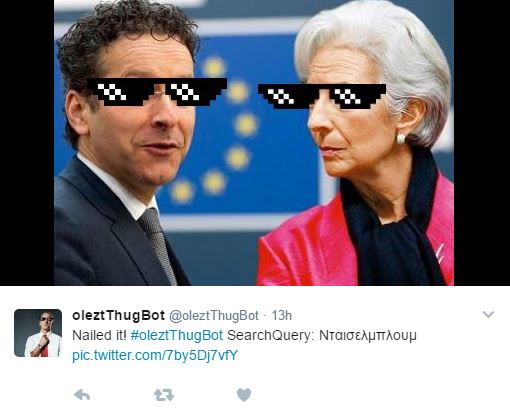 oleztThugBot @oleztThugBot · 13h
Nailed it! #oleztThugBot SearchQuery: Νταισελμπλουμ
pic.twitter.com/7by5Dj7vfY